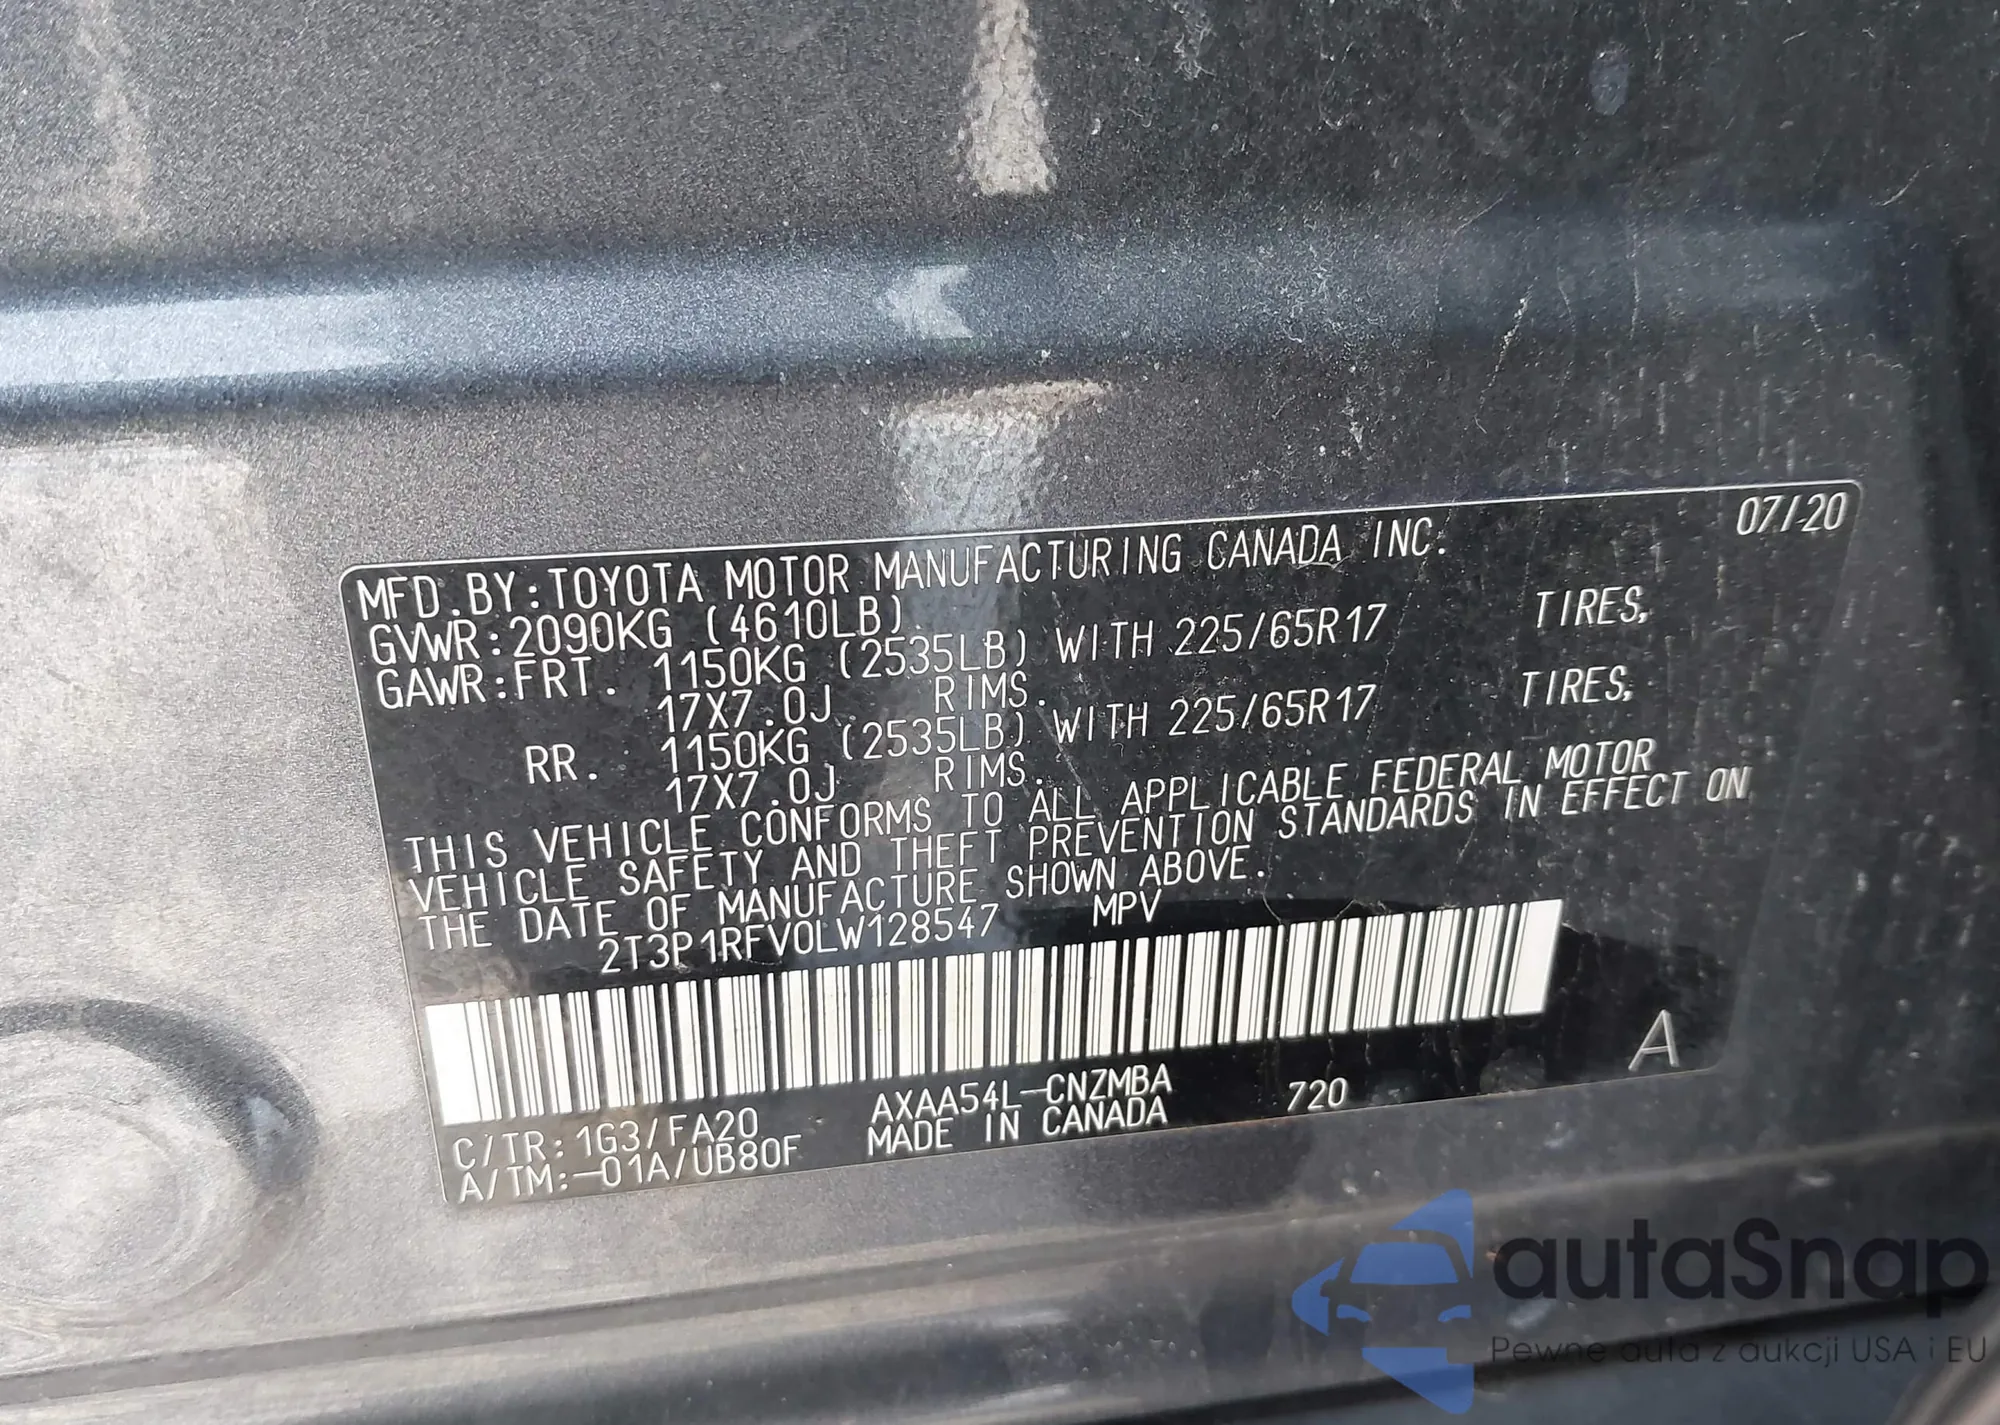 07/20
MFD.BY:TOYOTA MOTOR MANUFACTURING CANADA INC.
GVWR:2090KG (4610LB)
GAWR:FRT. 1150KG (2535LB) WITH 225/65R17 TIRES,
17X7.0J RIMS.
RR. 1150KG (2535LB) WITH 225/65R17 TIRES,
17X7.0J RIMS.
THIS VEHICLE CONFORMS TO ALL APPLICABLE FEDERAL MOTOR
VEHICLE SAFETY AND THEFT PREVENTION STANDARDS IN EFFECT ON
THE DATE OF MANUFACTURE SHOWN ABOVE.
2T3P1RFV0LW128547 MPV
A
C/TR:1G3/FA20 AXAA54L-CNZMBA 720
A/TM:-01A/UB80F MADE IN CANADA
autaSnap
Pewne auta z aukcji USA i EU